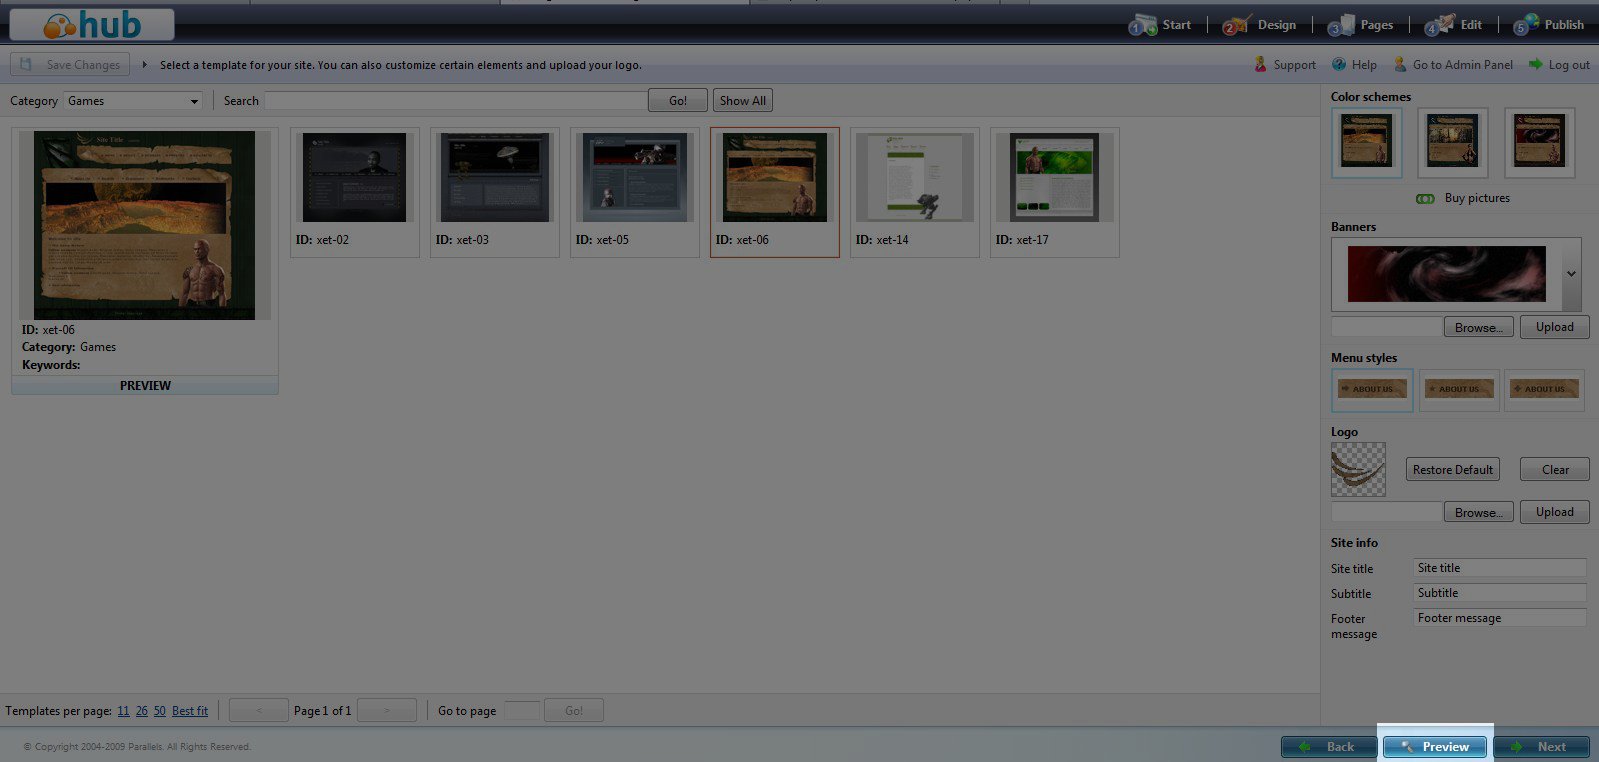 hub
1 Start
2 Design
3 Pages
4 Edit
5 Publish
Save Changes
Select a template for your site. You can also customize certain elements and upload your logo.
Support
Help
Go to Admin Panel
Log out
Category Games
Search
Go!
Show All
Site Title
ID: xet-06
Category: Games
Keywords:
PREVIEW
ID: xet-02
ID: xet-03
ID: xet-05
ID: xet-06
ID: xet-14
ID: xet-17
Color schemes
Buy pictures
Banners
Browse...
Upload
Menu styles
ABOUT US
ABOUT US
ABOUT US
Logo
Restore Default
Clear
Browse...
Upload
Site info
Site title Site title
Subtitle Subtitle
Footer message Footer message
Templates per page: 11 26 50 Best fit
<
Page 1 of 1
>
Go to page
Go!
© Copyright 2004-2009 Parallels. All Rights Reserved.
Back
Preview
Next